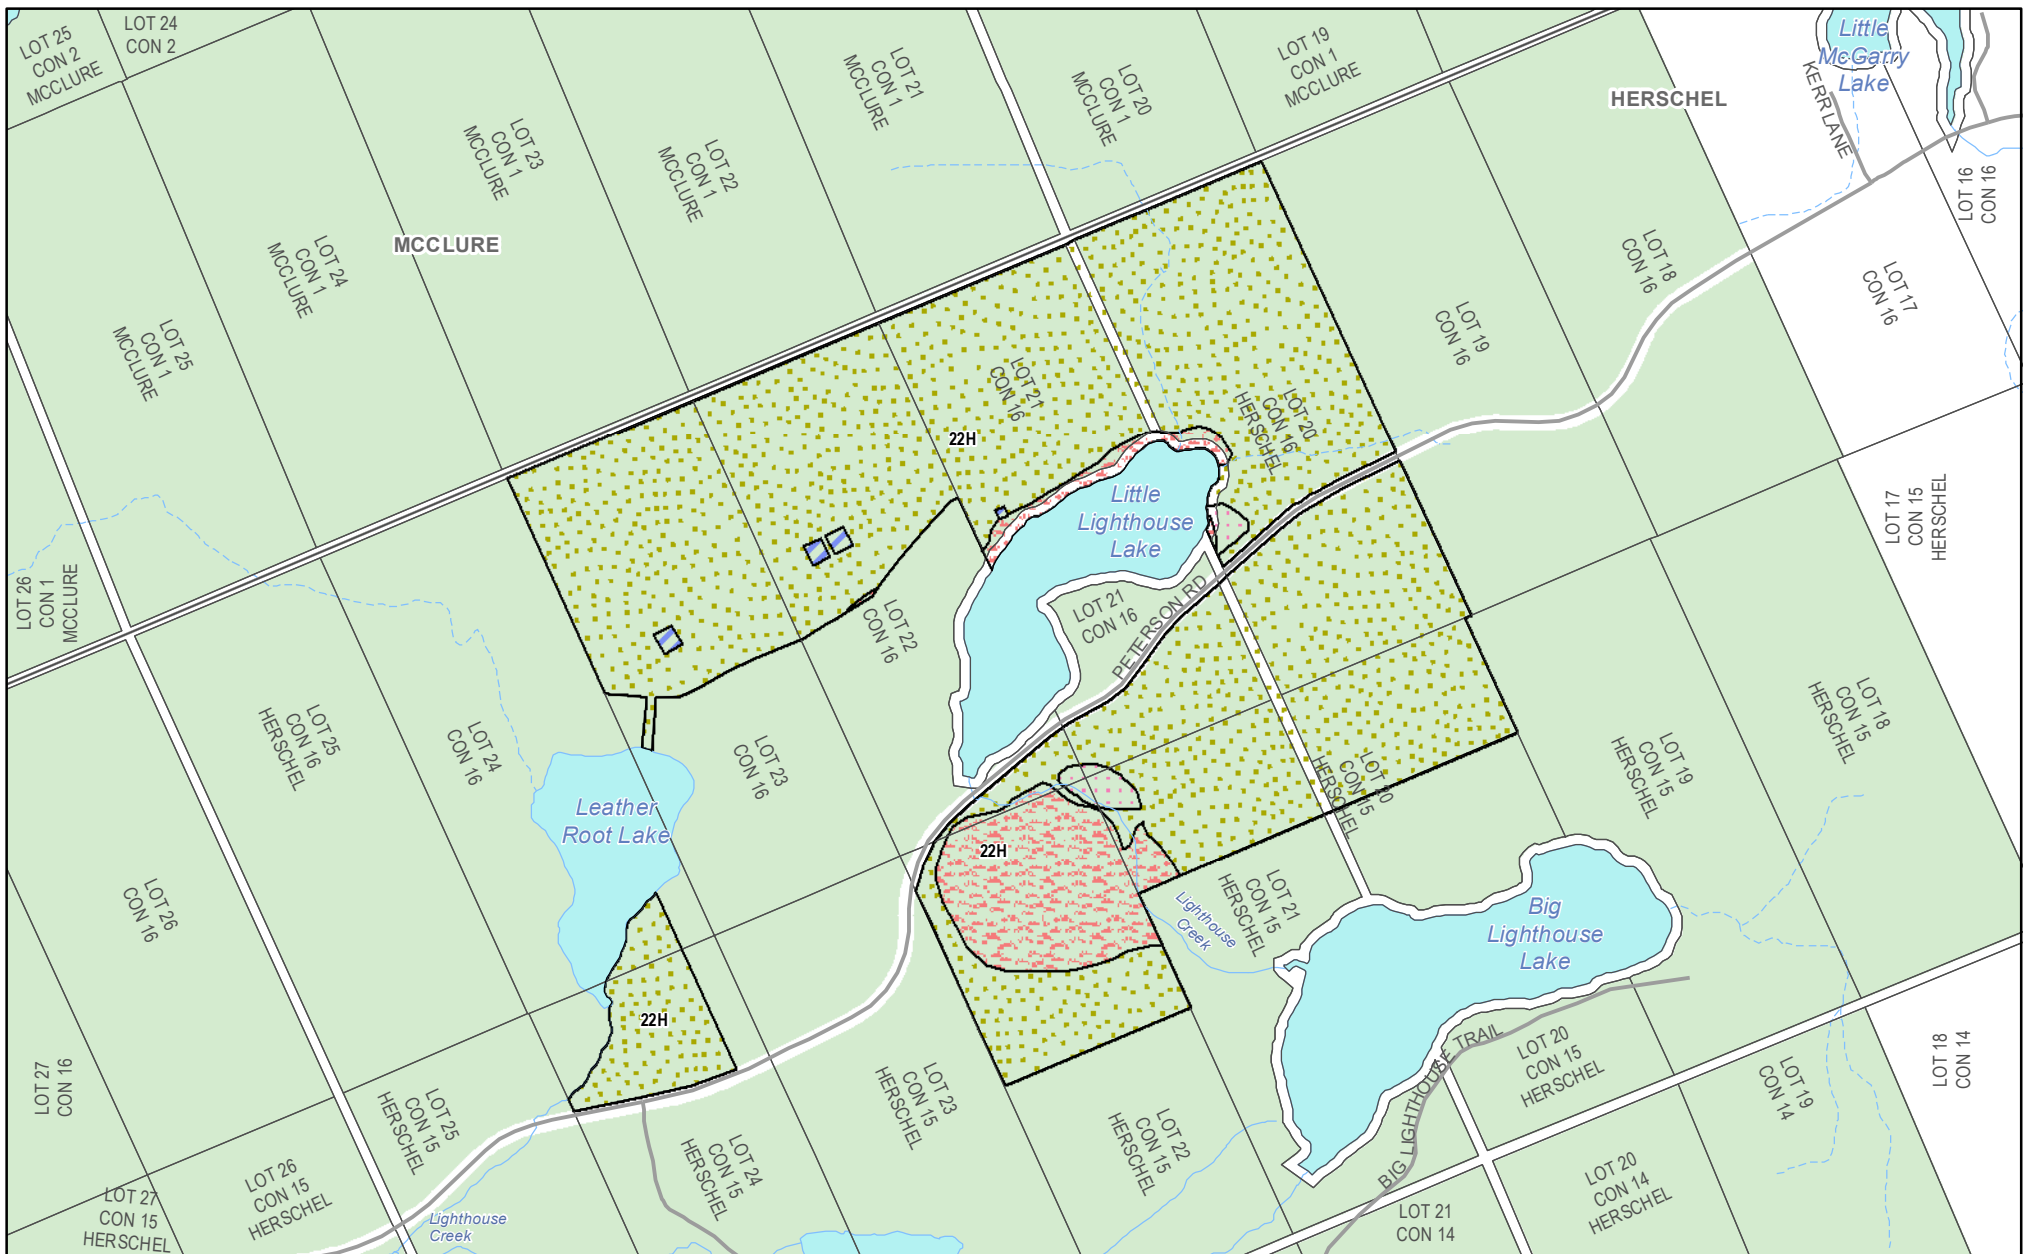 LOT 25
CON 2
MCCLURE
LOT 24
CON 2
LOT 21
CON 1
MCCLURE
LOT 20
CON 1
MCCLURE
LOT 19
CON 1
MCCLURE
Little
McGarry
Lake
HERSCHEL
KERR LANE
LOT 23
CON 1
MCCLURE
LOT 22
CON 1
MCCLURE
LOT 16
CON 16
MCCLURE
LOT 24
CON 1
MCCLURE
LOT 18
CON 16
LOT 17
CON 16
LOT 25
CON 1
MCCLURE
LOT 19
CON 16
LOT 21
CON 16
22H
LOT 20
CON 16
HERSCHEL
Little
Lighthouse
Lake
LOT 17
CON 15
HERSCHEL
LOT 26
CON 1
MCCLURE
LOT 22
CON 16
LOT 21
CON 16
PETERSON RD
LOT 25
CON 16
HERSCHEL
LOT 24
CON 16
LOT 23
CON 16
LOT 18
CON 15
HERSCHEL
LOT 19
CON 15
HERSCHEL
LOT 20
CON 15
HERSCHEL
Leather
Root Lake
22H
LOT 26
CON 16
LOT 21
CON 15
HERSCHEL
Lighthouse
Creek
Big
Lighthouse
Lake
22H
LOT 27
CON 16
LOT 25
CON 15
HERSCHEL
LOT 23
CON 15
HERSCHEL
LOT 22
CON 15
HERSCHEL
BIG LIGHTHOUSE TRAIL
LOT 20
CON 15
HERSCHEL
LOT 19
CON 14
LOT 18
CON 14
LOT 24
CON 15
HERSCHEL
LOT 26
CON 15
HERSCHEL
LOT 27
CON 15
HERSCHEL
Lighthouse
Creek
LOT 21
CON 14
LOT 20
CON 14
HERSCHEL